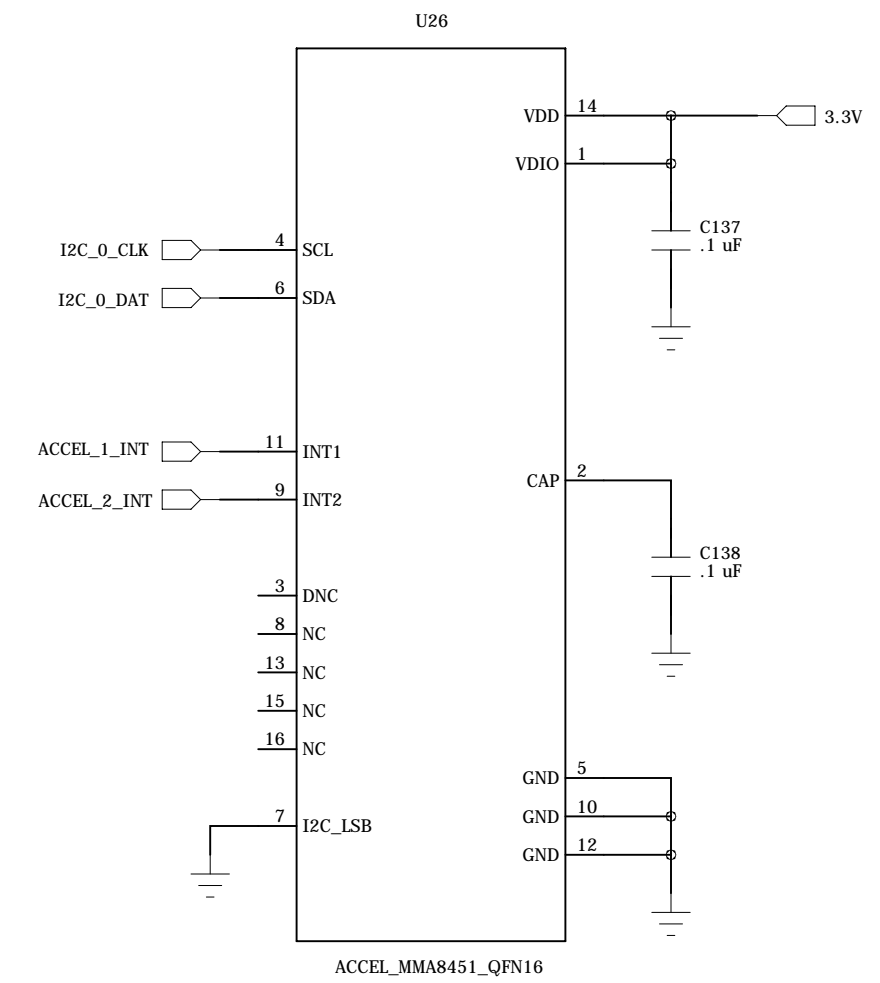 U26
VDD 14
3.3V
VDIO 1
C137
.1 uF
I2C_0_CLK 4 SCL
I2C_0_DAT 6 SDA
ACCEL_1_INT 11 INT1
CAP 2
ACCEL_2_INT 9 INT2
C138
.1 uF
3 DNC
8 NC
13 NC
15 NC
16 NC
GND 5
GND 10
7 I2C_LSB
GND 12
ACCEL_MMA8451_QFN16